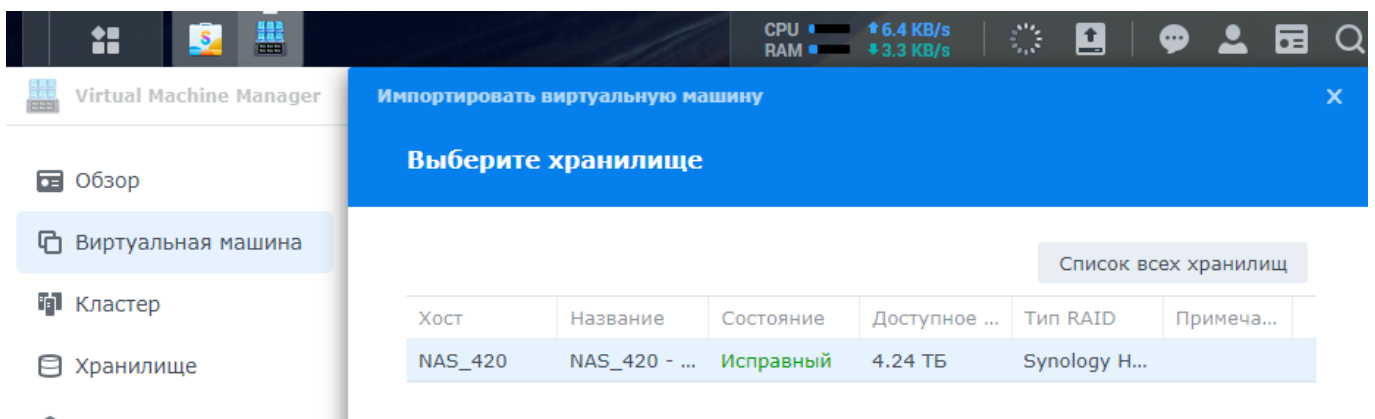 CPU
6.4 KB/s
RAM
3.3 KB/s
Virtual Machine Manager
Импортировать виртуальную машину
X
Выберите хранилище
Обзор
Виртуальная машина
Кластер
Хранилище
Список всех хранилищ
Хост Название Состояние Доступное ... Тип RAID Примеча...
NAS_420 NAS_420 - ... Исправный 4.24 ТБ Synology H...